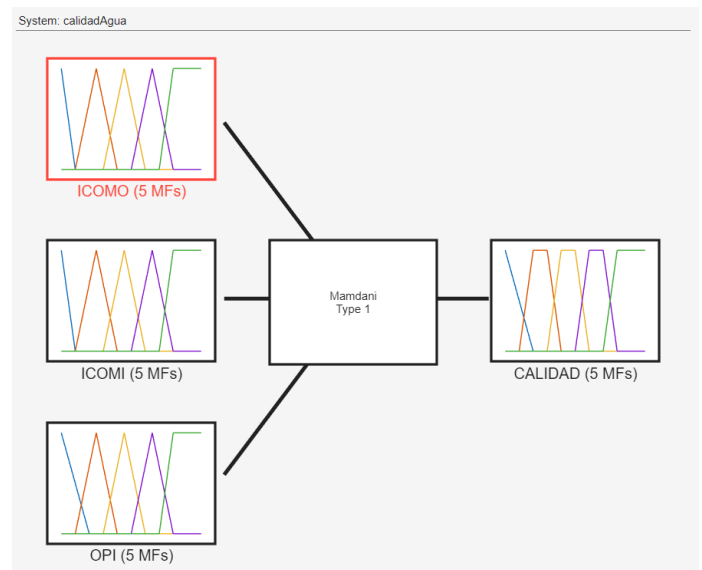 System: calidadAgua
ICOMO (5 MFs)
ICOMI (5 MFs)
Mamdani
Type 1
CALIDAD (5 MFs)
OPI (5 MFs)